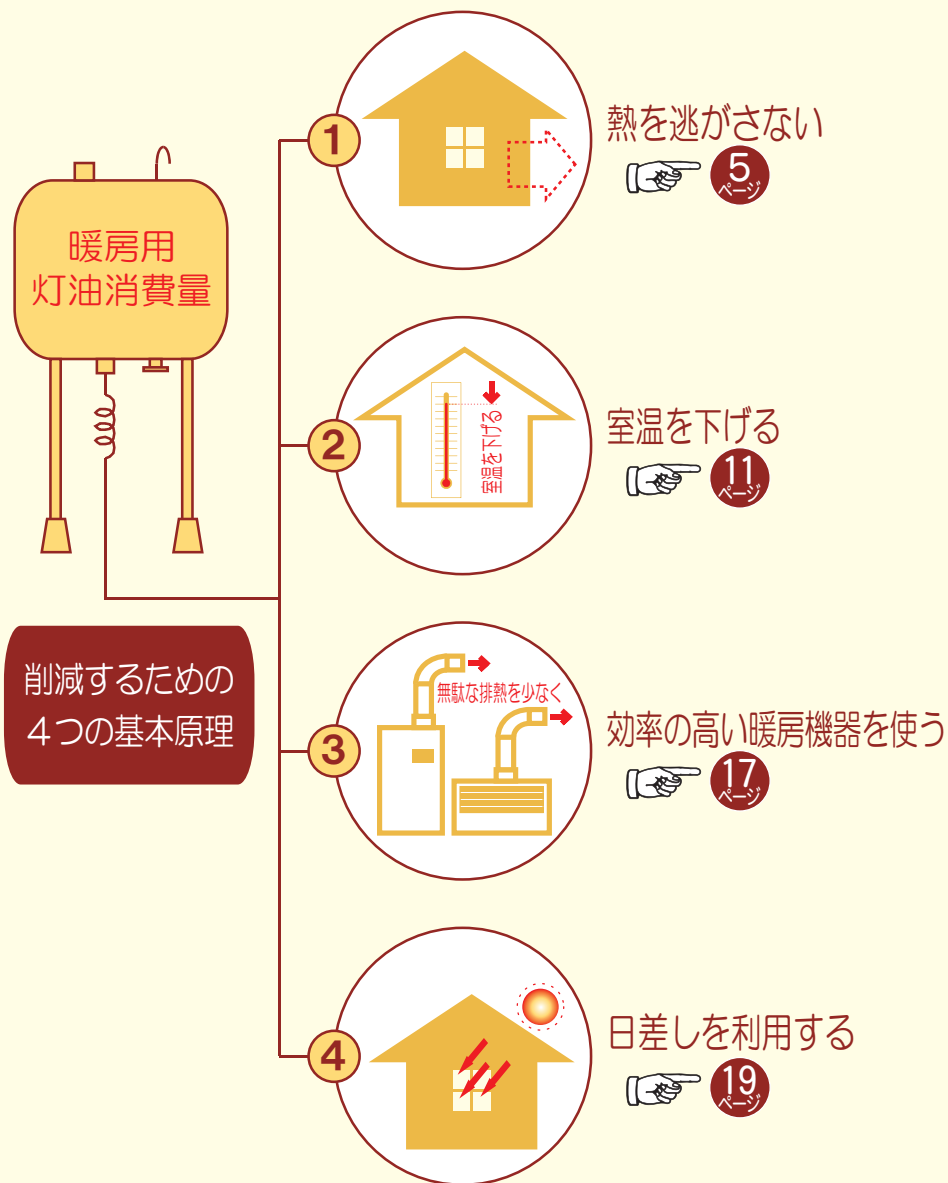 暖房用
灯油消費量
削減するための
4つの基本原理
1
熱を逃がさない
5
ページ
2
室温を下げる
室温を下げる
11
ページ
3
無駄な排熱を少なく
効率の高い暖房機器を使う
17
ページ
4
日差しを利用する
19
ページ